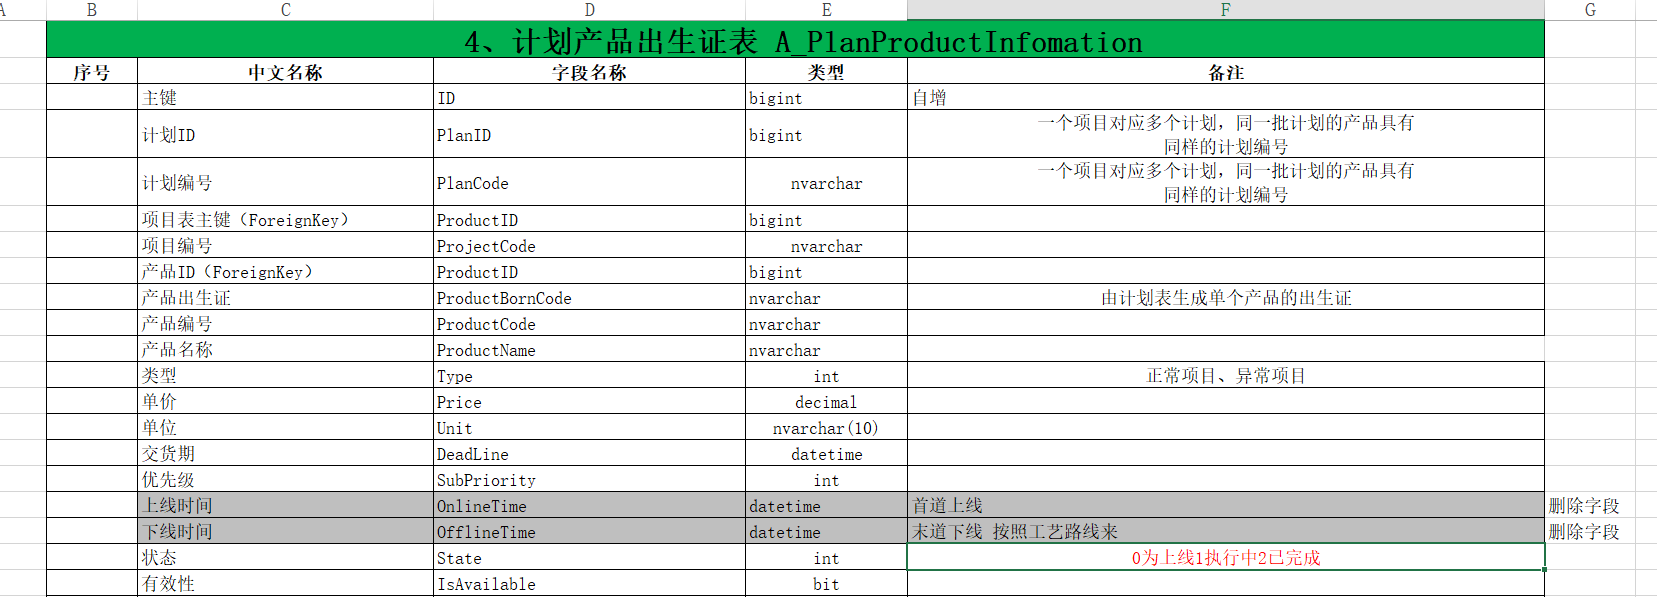 A B C D E F G
4、计划产品出生证表 A_PlanProductInfomation
序号 中文名称 字段名称 类型 备注
主键 ID bigint 自增
计划ID PlanID bigint 一个项目对应多个计划，同一批计划的产品具有
同样的计划编号
计划编号 PlanCode nvarchar 一个项目对应多个计划，同一批计划的产品具有
同样的计划编号
项目表主键（ForeignKey） ProductID bigint
项目编号 ProjectCode nvarchar
产品ID（ForeignKey） ProductID bigint
产品出生证 ProductBornCode nvarchar 由计划表生成单个产品的出生证
产品编号 ProductCode nvarchar
产品名称 ProductName nvarchar
类型 Type int 正常项目、异常项目
单价 Price decimal
单位 Unit nvarchar(10)
交货期 DeadLine datetime
优先级 SubPriority int
上线时间 OnlineTime datetime 首道上线 删除字段
下线时间 OfflineTime datetime 末道下线 按照工艺路线来 删除字段
状态 State int 0为上线1执行中2已完成
有效性 IsAvailable bit